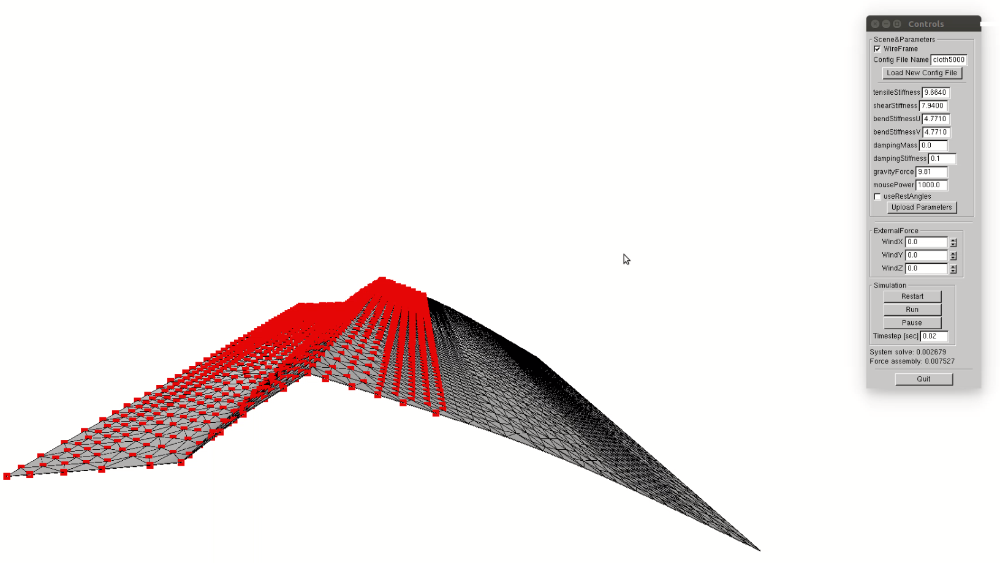 Controls
Scene&Parameters
WireFrame
Config File Name cloth5000
Load New Config File
tensileStiffness 9.6640
shearStiffness 7.9400
bendStiffnessU 4.7710
bendStiffnessV 4.7710
dampingMass 0.0
dampingStiffness 0.1
gravityForce 9.81
mousePower 1000.0
useRestAngles
Upload Parameters
ExternalForce
WindX 0.0
WindY 0.0
WindZ 0.0
Simulation
Restart
Run
Pause
Timestep [sec] 0.02
System solve: 0.002679
Force assembly: 0.007527
Quit